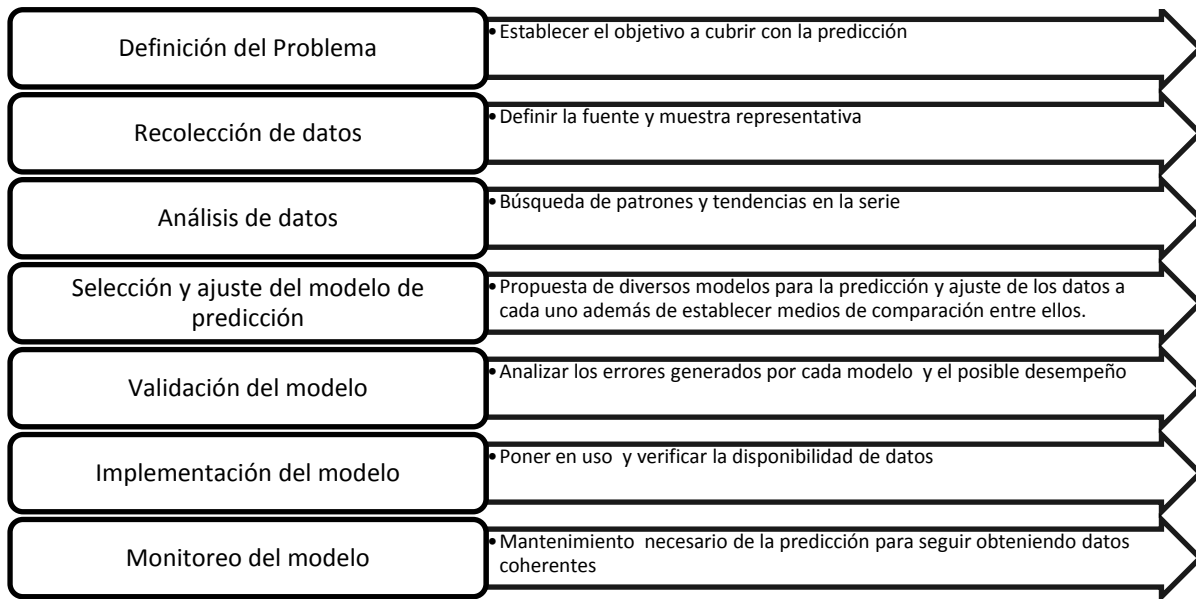 Definición del Problema
• Establecer el objetivo a cubrir con la predicción
Recolección de datos
• Definir la fuente y muestra representativa
Análisis de datos
• Búsqueda de patrones y tendencias en la serie
Selección y ajuste del modelo de
predicción
• Propuesta de diversos modelos para la predicción y ajuste de los datos a
cada uno además de establecer medios de comparación entre ellos.
Validación del modelo
• Analizar los errores generados por cada modelo y el posible desempeño
Implementación del modelo
• Poner en uso y verificar la disponibilidad de datos
Monitoreo del modelo
• Mantenimiento necesario de la predicción para seguir obteniendo datos
coherentes